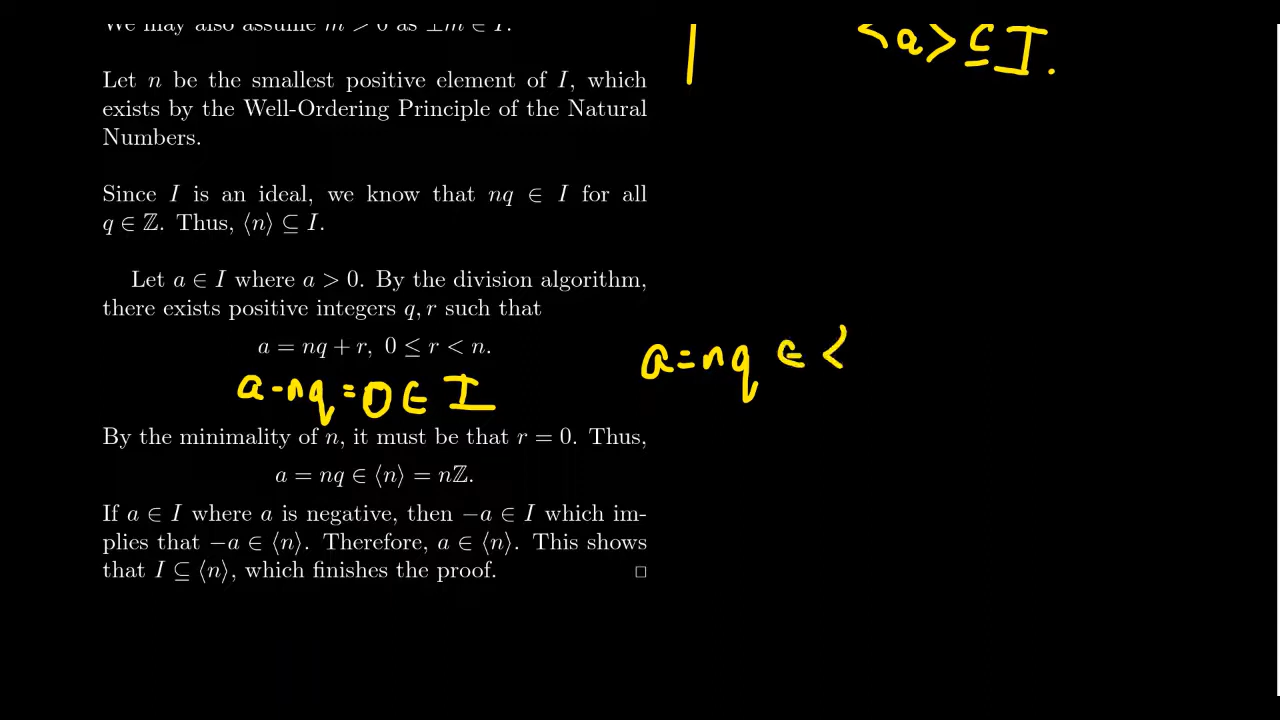 We may also assume m > 0 as ±m ∈ I.
<a> ⊆ I.
Let n be the smallest positive element of I, which
exists by the Well-Ordering Principle of the Natural
Numbers.
Since I is an ideal, we know that nq ∈ I for all
q ∈ ℤ. Thus, ⟨n⟩ ⊆ I.
Let a ∈ I where a > 0. By the division algorithm,
there exists positive integers q, r such that
a = nq + r, 0 ≤ r < n.
a = nq ∈ <
a - nq = 0 ∈ I
By the minimality of n, it must be that r = 0. Thus,
a = nq ∈ ⟨n⟩ = nℤ.
If a ∈ I where a is negative, then −a ∈ I which im-
plies that −a ∈ ⟨n⟩. Therefore, a ∈ ⟨n⟩. This shows
that I ⊆ ⟨n⟩, which finishes the proof. □